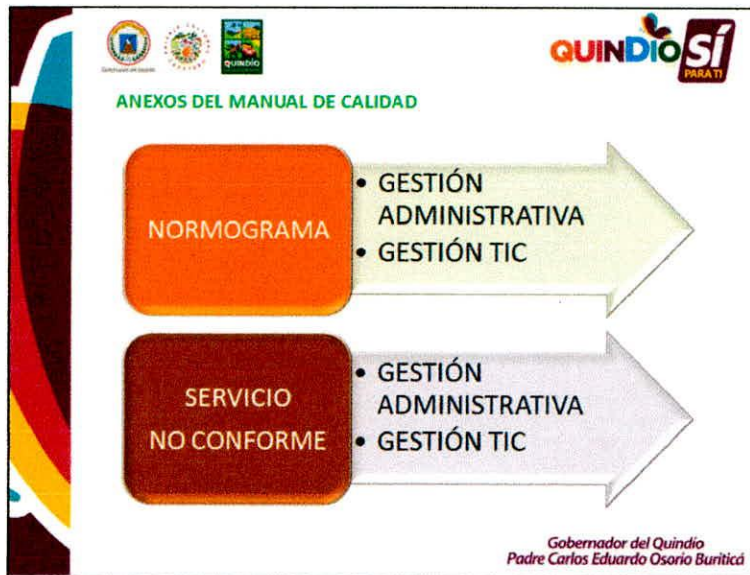 QUINDÍO
QUINDIO SÍ
PARA TI
ANEXOS DEL MANUAL DE CALIDAD
NORMOGRAMA
• GESTIÓN
ADMINISTRATIVA
• GESTIÓN TIC
SERVICIO
NO CONFORME
• GESTIÓN
ADMINISTRATIVA
• GESTIÓN TIC
Gobernador del Quindío
Padre Carlos Eduardo Osorio Buriticá